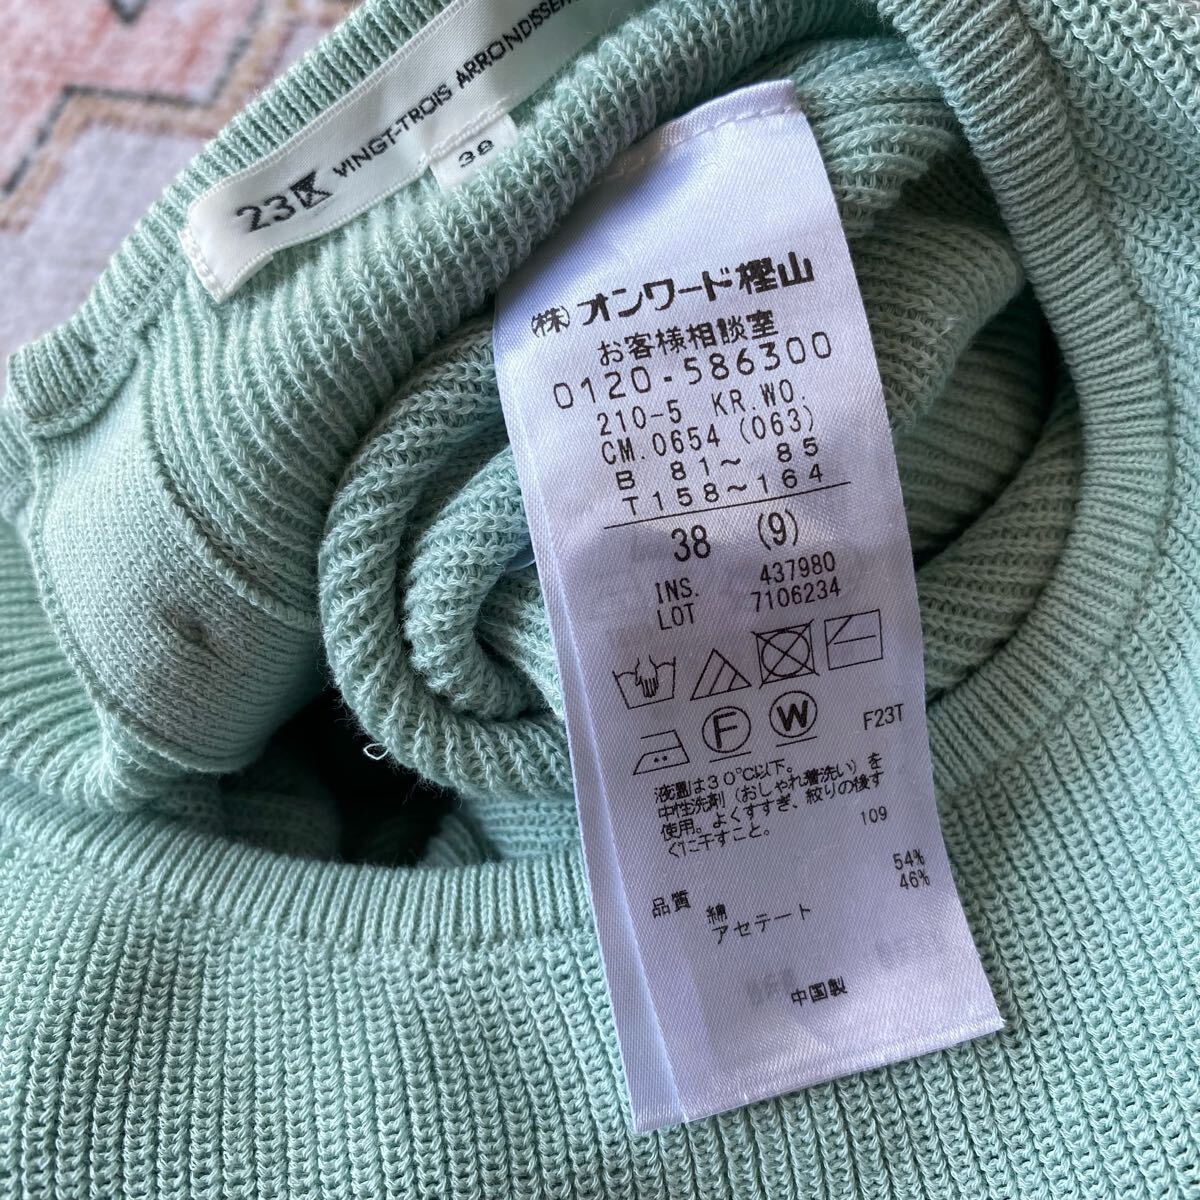 23区 VINGT-TROIS ARRONDISSEM
38
(株)オンワード樫山
お客様相談室
0120-586300
210-5 KR.WO.
CM.0654 (063)
B 81〜 85
T158〜164
38 (9)
INS. 437980
LOT 7106234
F W F23T
液温は30℃以下。
中性洗剤(おしゃれ着洗い)を
使用。よくすすぎ、絞りの後す
ぐに干すこと。 109
品質 綿 54%
アセテート 46%
中国製